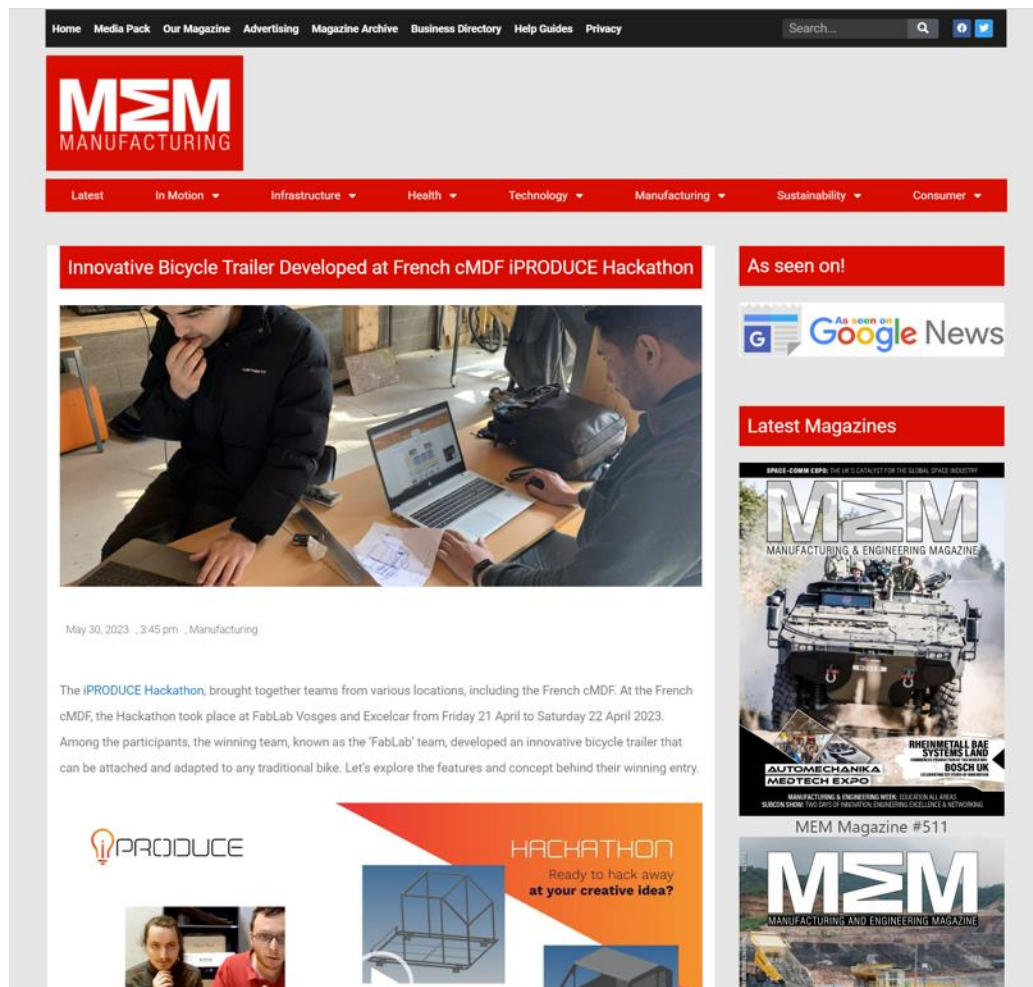 Home Media Pack Our Magazine Advertising Magazine Archive Business Directory Help Guides Privacy
Search...
MEM
MANUFACTURING
Latest In Motion Infrastructure Health Technology Manufacturing Sustainability Consumer
Innovative Bicycle Trailer Developed at French cMDF iPRODUCE Hackathon
May 30, 2023 , 3:45 pm , Manufacturing
The iPRODUCE Hackathon, brought together teams from various locations, including the French cMDF. At the French
cMDF, the Hackathon took place at FabLab Vosges and Excelcar from Friday 21 April to Saturday 22 April 2023.
Among the participants, the winning team, known as the 'FabLab' team, developed an innovative bicycle trailer that
can be attached and adapted to any traditional bike. Let's explore the features and concept behind their winning entry.
iPRODUCE
HACKATHON
Ready to hack away
at your creative idea?
As seen on!
As seen on
G
Google News
Latest Magazines
SPACE-COMM EXPO: THE UK'S CATALYST FOR THE GLOBAL SPACE INDUSTRY
MEM
MANUFACTURING & ENGINEERING MAGAZINE
RHEINMETALL BAE
SYSTEMS LAND
BOSCH UK
AUTOMECHANIKA
MEDTECH EXPO
MANUFACTURING & ENGINEERING WEEK: EDUCATION ALL AREAS
SUBCON SHOW: TWO DAYS OF INNOVATION, ENGINEERING EXCELLENCE & NETWORKING
MEM Magazine #511
MEM
MANUFACTURING AND ENGINEERING MAGAZINE